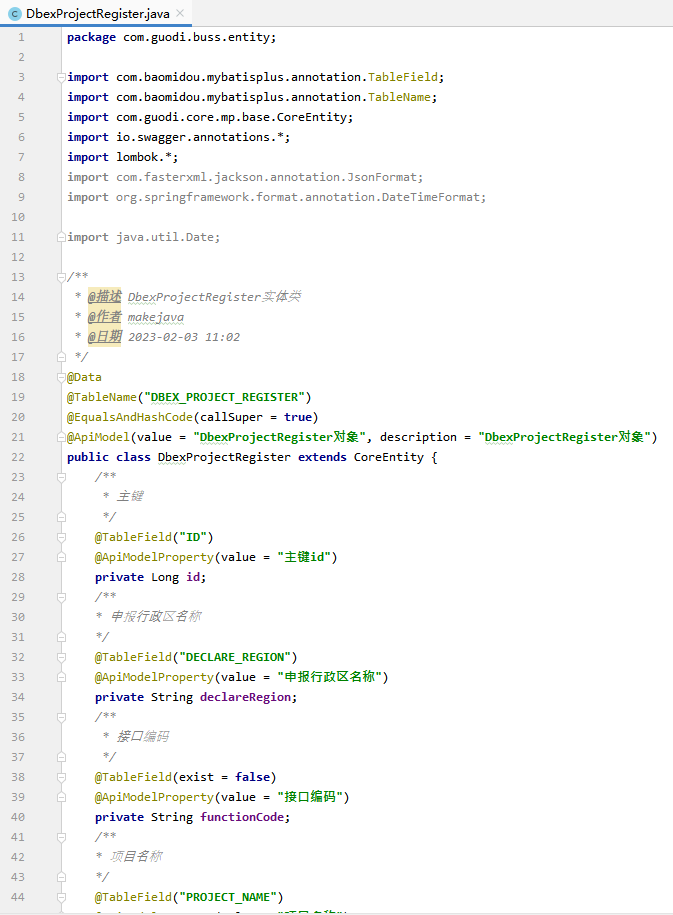 DbexProjectRegister.java
1 package com.guodi.buss.entity;
2
3 import com.baomidou.mybatisplus.annotation.TableField;
4 import com.baomidou.mybatisplus.annotation.TableName;
5 import com.guodi.core.mp.base.CoreEntity;
6 import io.swagger.annotations.*;
7 import lombok.*;
8 import com.fasterxml.jackson.annotation.JsonFormat;
9 import org.springframework.format.annotation.DateTimeFormat;
10
11 import java.util.Date;
12
13 /**
14 * @描述 DbexProjectRegister实体类
15 * @作者 makejava
16 * @日期 2023-02-03 11:02
17 */
18 @Data
19 @TableName("DBEX_PROJECT_REGISTER")
20 @EqualsAndHashCode(callSuper = true)
21 @ApiModel(value = "DbexProjectRegister对象", description = "DbexProjectRegister对象")
22 public class DbexProjectRegister extends CoreEntity {
23 /**
24 * 主键
25 */
26 @TableField("ID")
27 @ApiModelProperty(value = "主键id")
28 private Long id;
29 /**
30 * 申报行政区名称
31 */
32 @TableField("DECLARE_REGION")
33 @ApiModelProperty(value = "申报行政区名称")
34 private String declareRegion;
35 /**
36 * 接口编码
37 */
38 @TableField(exist = false)
39 @ApiModelProperty(value = "接口编码")
40 private String functionCode;
41 /**
42 * 项目名称
43 */
44 @TableField("PROJECT_NAME")